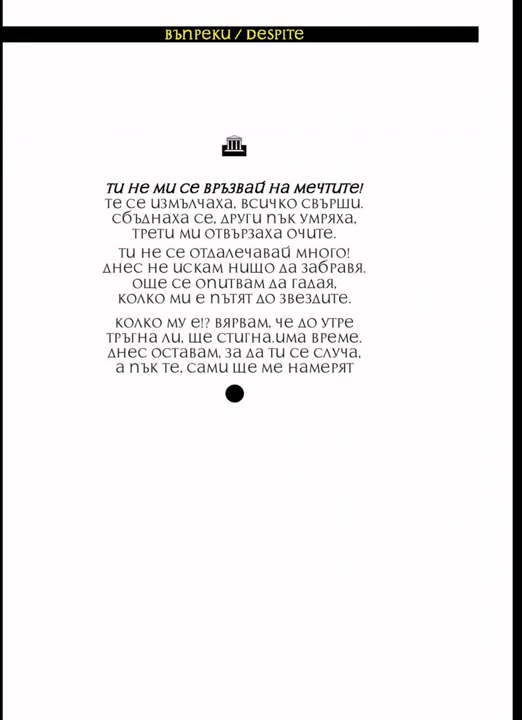 ВЪПРЕКИ / DESPITE
ТИ НЕ МИ СЕ ВРЪЗВАЙ НА МЕЧТИТЕ!
ТЕ СЕ ИЗМЪЛЧАХА, ВСИЧКО СВЪРШИ.
СБЪДНАХА СЕ, ДРУГИ ПЪК УМРЯХА,
ТРЕТИ МИ ОТВЪРЗАХА ОЧИТЕ.
ТИ НЕ СЕ ОТДАЛЕЧАВАЙ МНОГО!
ДНЕС НЕ ИСКАМ НИЩО ДА ЗАБРАВЯ.
ОЩЕ СЕ ОПИТВАМ ДА ГАДАЯ,
КОЛКО МИ Е ПЪТЯТ ДО ЗВЕЗДИТЕ.
КОЛКО МУ Е!? ВЯРВАМ, ЧЕ ДО УТРЕ
ТРЪГНА ЛИ, ЩЕ СТИГНА.ИМА ВРЕМЕ.
ДНЕС ОСТАВАМ, ЗА ДА ТИ СЕ СЛУЧА,
А ПЪК ТЕ, САМИ ЩЕ МЕ НАМЕРЯТ